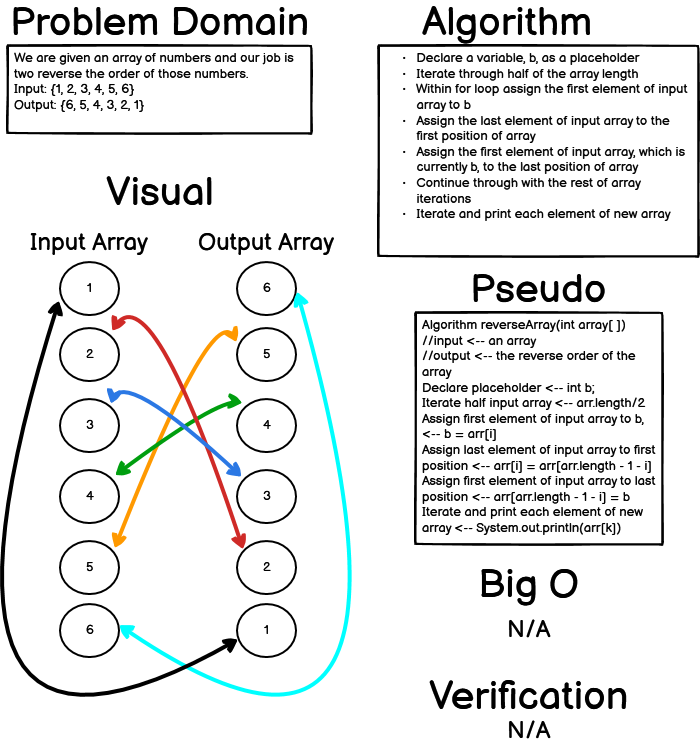 Problem Domain
We are given an array of numbers and our job is
two reverse the order of those numbers.
Input: {1, 2, 3, 4, 5, 6}
Output: {6, 5, 4, 3, 2, 1}
Algorithm
· Declare a variable, b, as a placeholder
· Iterate through half of the array length
· Within for loop assign the first element of input
array to b
· Assign the last element of input array to the
first position of array
· Assign the first element of input array, which is
currently b, to the last position of array
· Continue through with the rest of array
iterations
· Iterate and print each element of new array
Visual
Input Array
Output Array
1
6
2
5
3
4
4
3
5
2
6
1
Pseudo
Algorithm reverseArray(int array[ ])
//input <-- an array
//output <-- the reverse order of the
array
Declare placeholder <-- int b;
Iterate half input array <-- arr.length/2
Assign first element of input array to b,
<-- b = arr[i]
Assign last element of input array to first
position <-- arr[i] = arr[arr.length - 1 - i]
Assign first element of input array to last
position <-- arr[arr.length - 1 - i] = b
Iterate and print each element of new
array <-- System.out.println(arr[k])
Big O
N/A
Verification
N/A